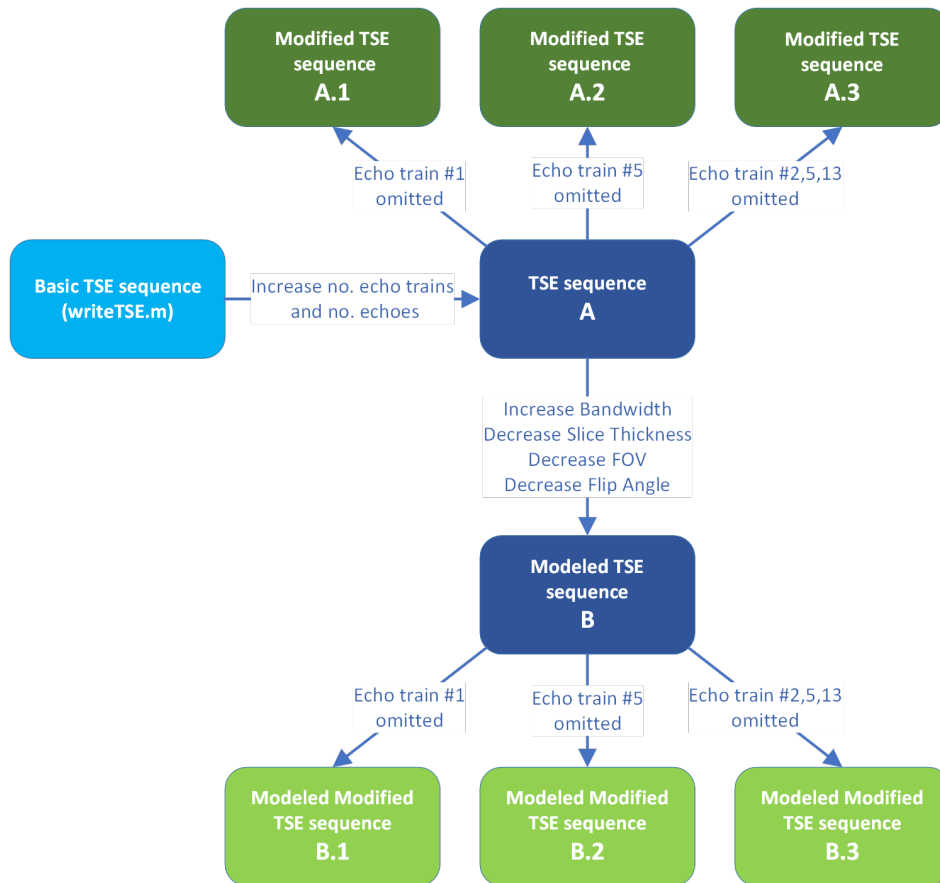 Modified TSE
sequence
A.1
Modified TSE
sequence
A.2
Modified TSE
sequence
A.3
Echo train #1
omitted
Echo train #5
omitted
Echo train #2,5,13
omitted
Basic TSE sequence
(writeTSE.m)
Increase no. echo trains
and no. echoes
TSE sequence
A
Increase Bandwidth
Decrease Slice Thickness
Decrease FOV
Decrease Flip Angle
Modeled TSE
sequence
B
Echo train #1
omitted
Echo train #5
omitted
Echo train #2,5,13
omitted
Modeled Modified
TSE sequence
B.1
Modeled Modified
TSE sequence
B.2
Modeled Modified
TSE sequence
B.3